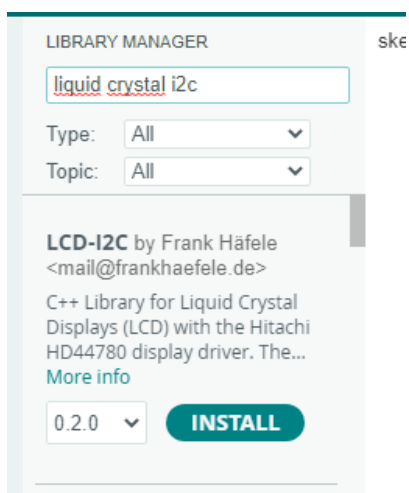 LIBRARY MANAGER
ske
liquid crystal i2c
Type: All
Topic: All
LCD-I2C by Frank Häfele
<mail@frankhaefele.de>
C++ Library for Liquid Crystal
Displays (LCD) with the Hitachi
HD44780 display driver. The...
More info
0.2.0 INSTALL